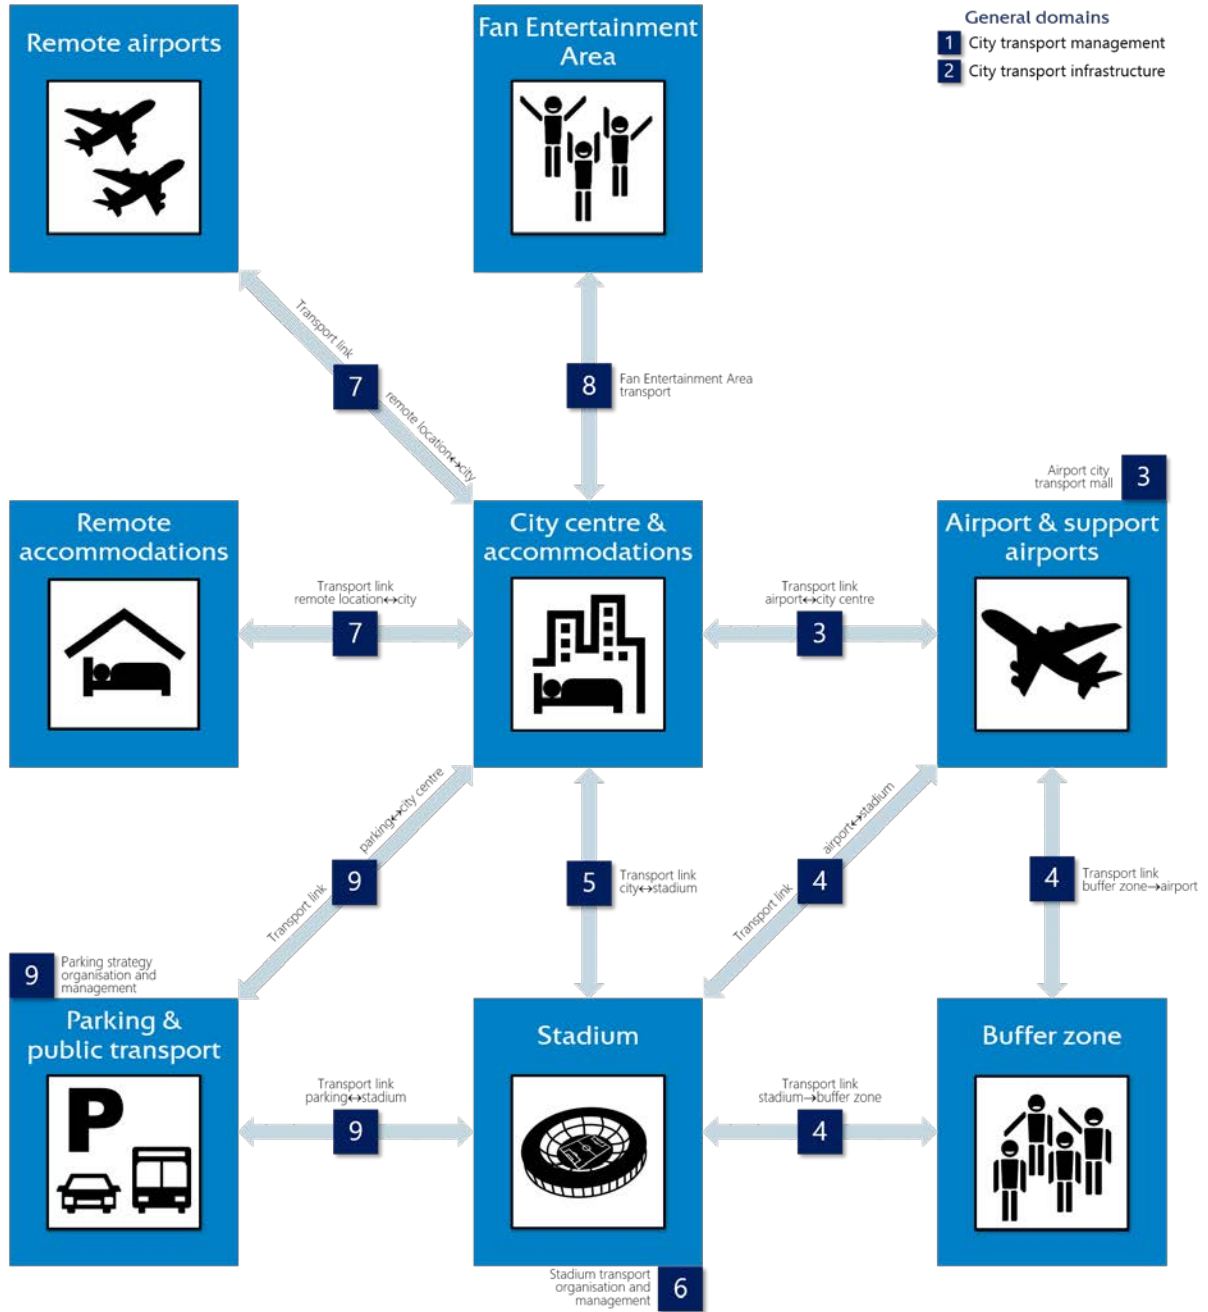 General domains
1 City transport management
2 City transport infrastructure
Remote airports
Fan Entertainment
Area
Transport link
7
remote location↔city
8
Fan Entertainment Area
transport
Airport city
transport mall
3
Remote
accommodations
City centre &
accommodations
Airport & support
airports
Transport link
remote location↔city
7
Transport link
airport↔city centre
3
parking↔city centre
9
Transport link
5
Transport link
city↔stadium
airport↔stadium
4
Transport link
4
Transport link
buffer zone→airport
9
Parking strategy
organisation and
management
Parking &
public transport
P
Stadium
Buffer zone
Transport link
parking↔stadium
9
Transport link
stadium→buffer zone
4
Stadium transport
organisation and
management
6